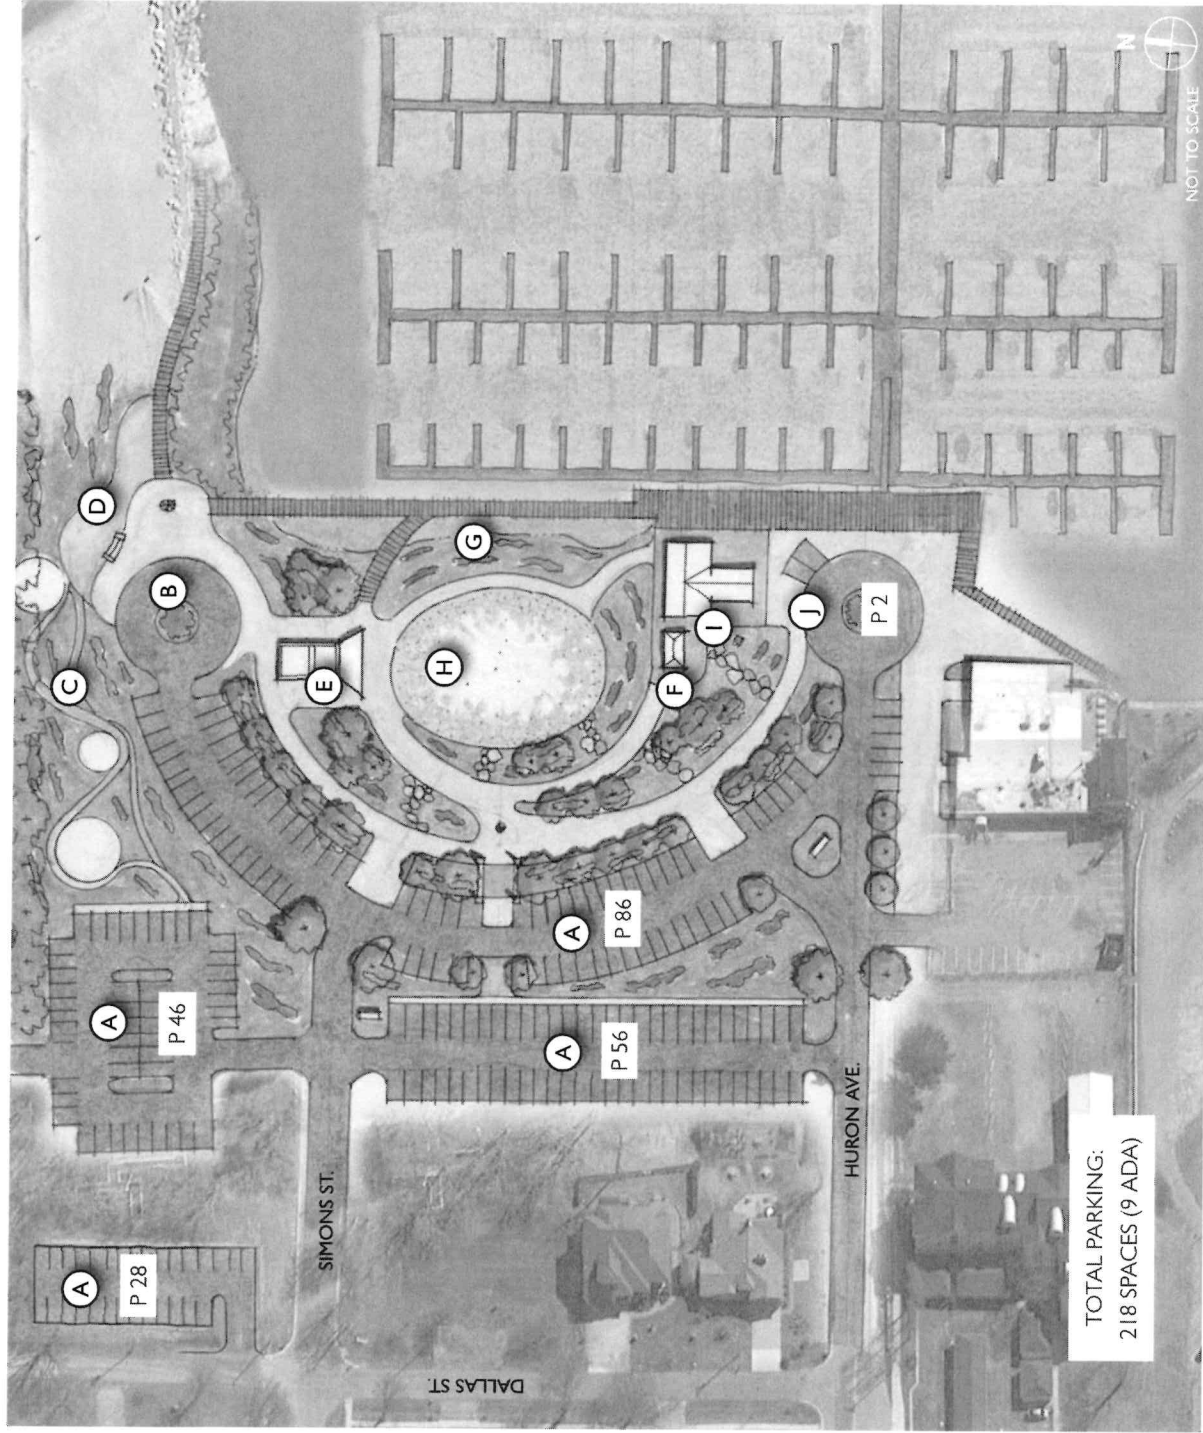 N
NOT TO SCALE
D
B
C
G
E
H
I
J
P 2
F
A
P 86
A
P 46
A
P 56
SIMONS ST.
HURON AVE.
A
P 28
DALLAS ST.
TOTAL PARKING:
218 SPACES (9 ADA)